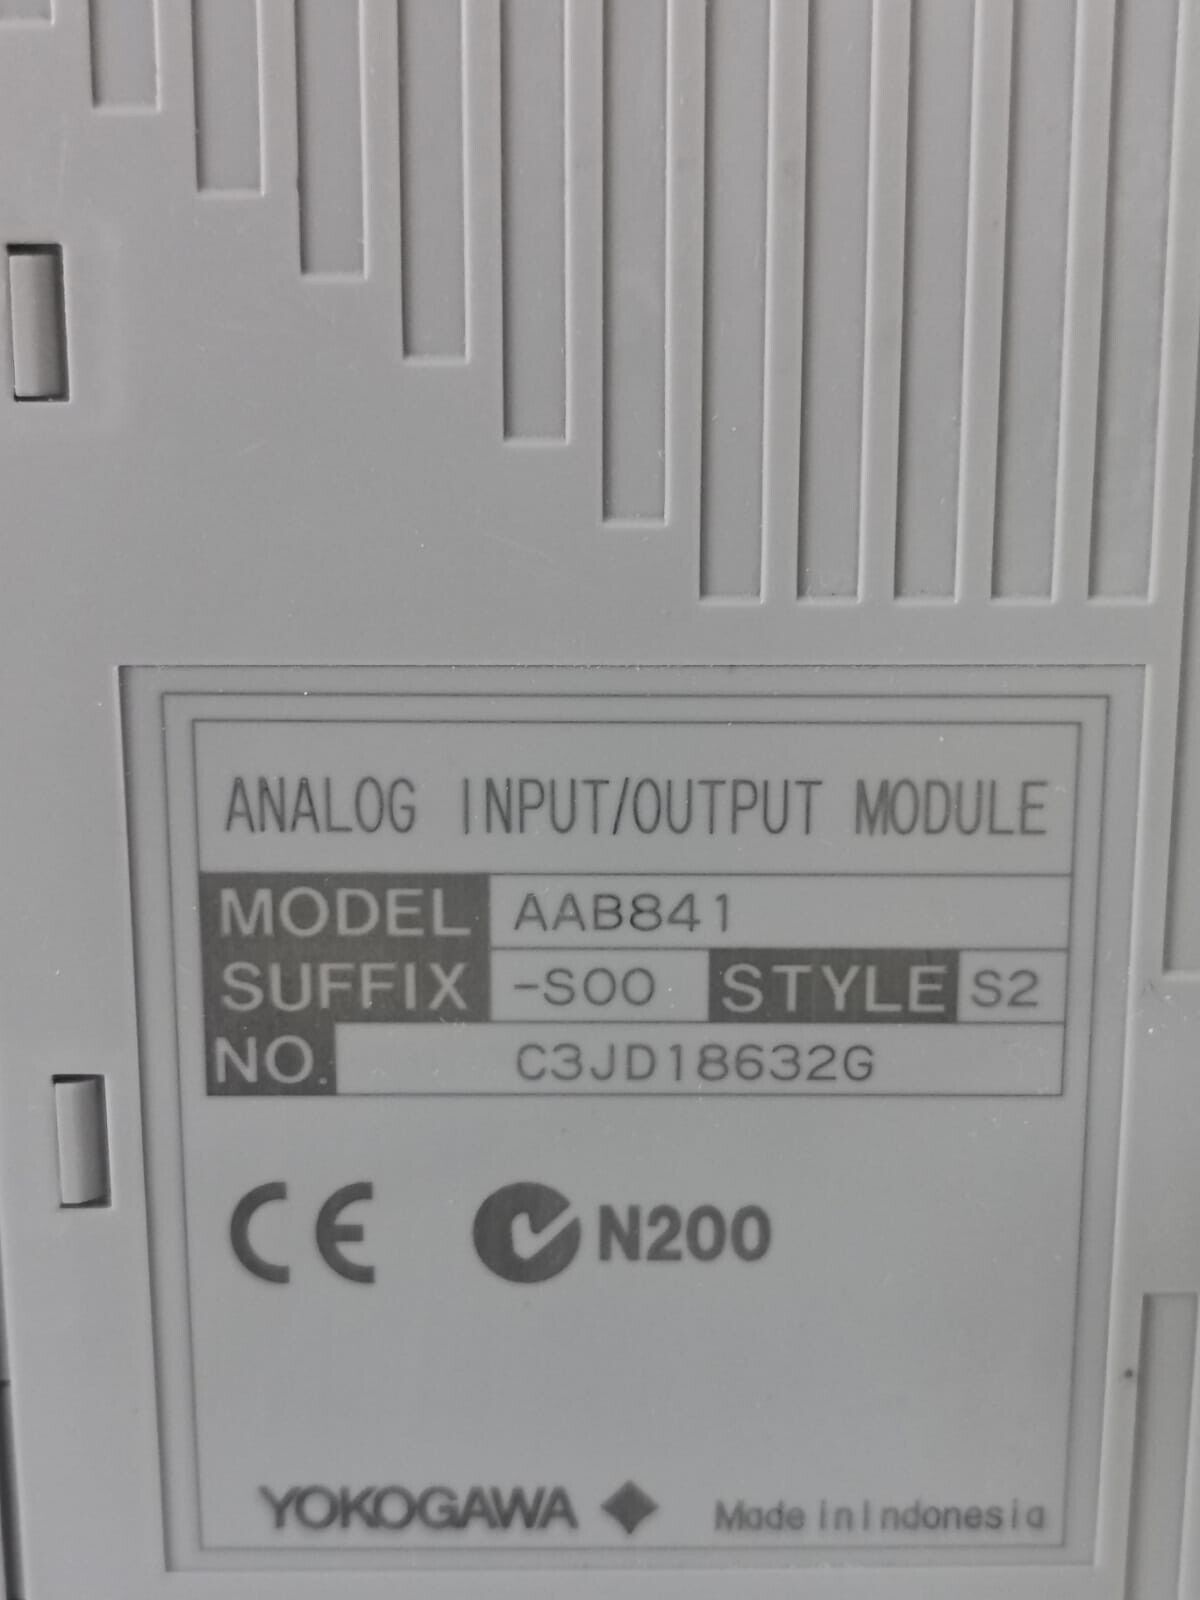 ANALOG INPUT/OUTPUT MODULE
MODEL AAB841
SUFFIX -S00 STYLE S2
NO. C3JD18632G
CE N200
YOKOGAWA Made in Indonesia